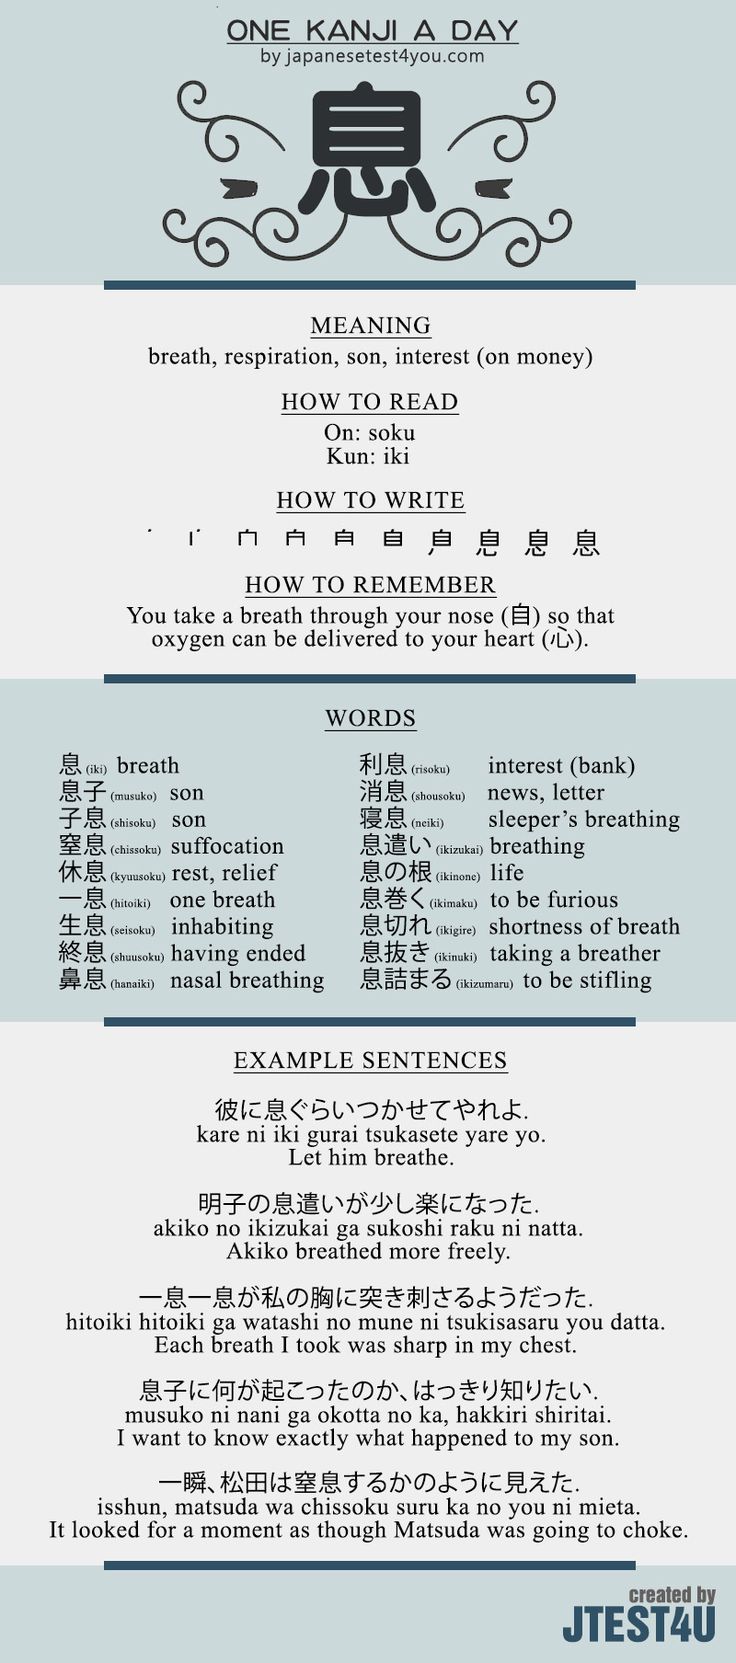 ONE KANJI A DAY
by japanesetest4you.com
息
MEANING
breath, respiration, son, interest (on money)
HOW TO READ
On: soku
Kun: iki
HOW TO WRITE
HOW TO REMEMBER
You take a breath through your nose (自) so that
oxygen can be delivered to your heart (心).
WORDS
息 (iki) breath
息子 (musuko) son
子息 (shisoku) son
窒息 (chissoku) suffocation
休息 (kyuusoku) rest, relief
一息 (hitoiki) one breath
生息 (seisoku) inhabiting
終息 (shuusoku) having ended
鼻息 (hanaiki) nasal breathing
利息 (risoku) interest (bank)
消息 (shousoku) news, letter
寝息 (neiki) sleeper's breathing
息遣い (ikizukai) breathing
息の根 (ikinone) life
息巻く (ikimaku) to be furious
息切れ (ikigire) shortness of breath
息抜き (ikinuki) taking a breather
息詰まる (ikizumaru) to be stifling
EXAMPLE SENTENCES
彼に息ぐらいつかせてやれよ.
kare ni iki gurai tsukasete yare yo.
Let him breathe.
明子の息遣いが少し楽になった.
akiko no ikizukai ga sukoshi raku ni natta.
Akiko breathed more freely.
一息一息が私の胸に突き刺さるようだった.
hitoiki hitoiki ga watashi no mune ni tsukisasaru you datta.
Each breath I took was sharp in my chest.
息子に何が起こったのか、はっきり知りたい.
musuko ni nani ga okotta no ka, hakkiri shiritai.
I want to know exactly what happened to my son.
一瞬、松田は窒息するかのように見えた.
isshun, matsuda wa chissoku suru ka no you ni mieta.
It looked for a moment as though Matsuda was going to choke.
created by
JTEST4U